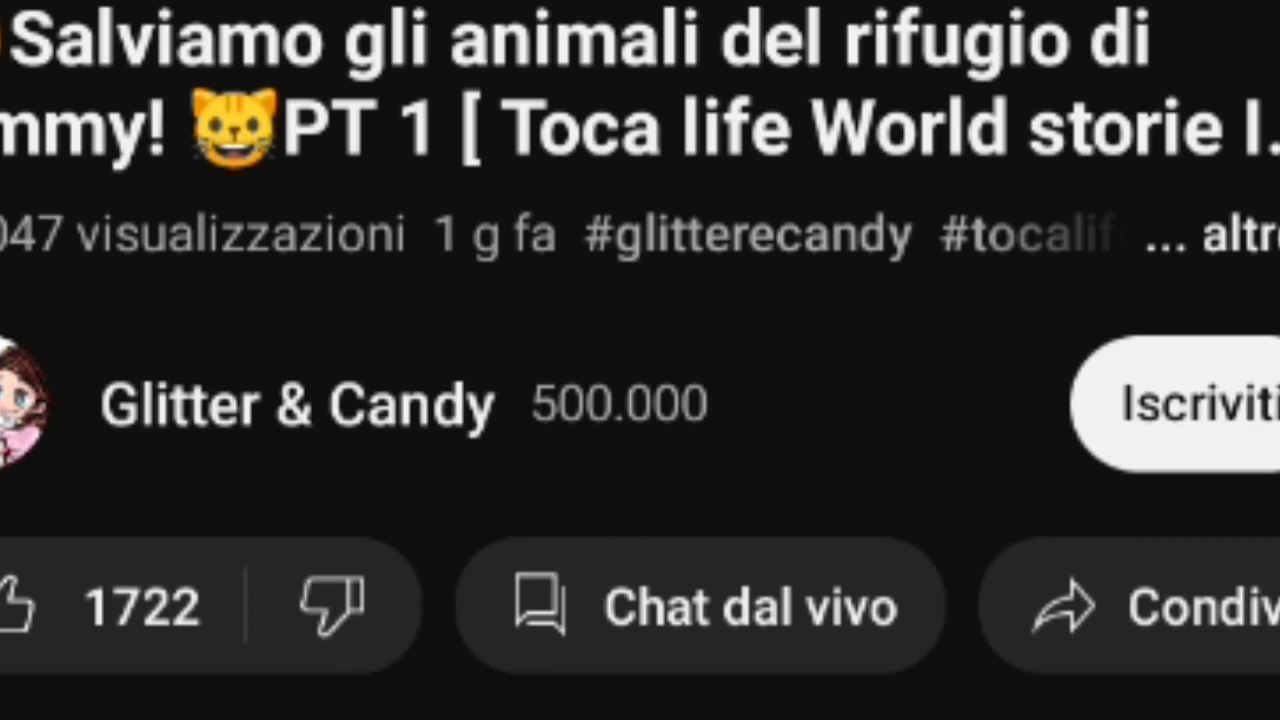 Salviamo gli animali del rifugio di
mmy! 😺PT 1 [ Toca life World storie I.
047 visualizzazioni 1 g fa #glitterecandy #tocalif ... altr
Glitter & Candy 500.000 Iscriviti
1722 Chat dal vivo Condiv